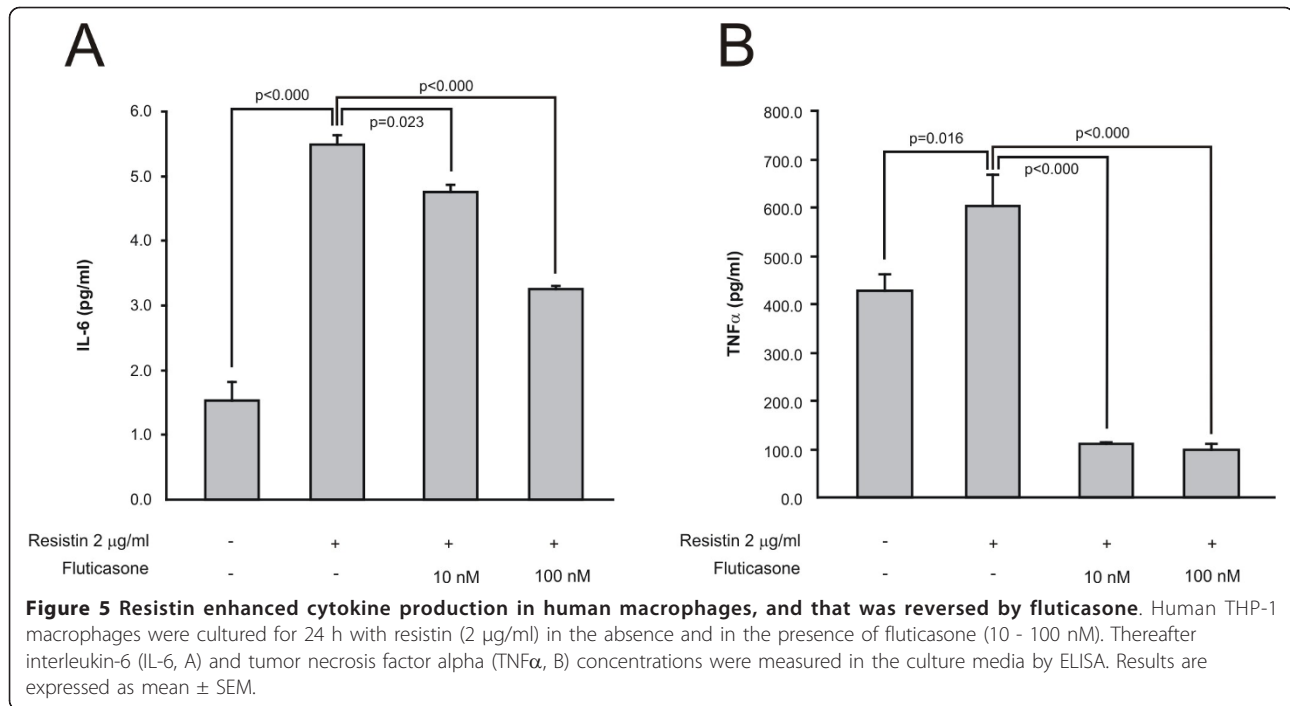 A
p<0.000
p=0.023
6.0
5.0
4.0
3.0
2.0
1.0
0.0
IL-6 (pg/ml)
Resistin 2 μg/ml - + + +
Fluticasone - - 10 nM 100 nM
B
p=0.016
p<0.000
p<0.000
800.0
700.0
600.0
500.0
400.0
300.0
200.0
100.0
0.0
TNFα (pg/ml)
Resistin 2 μg/ml - + + +
Fluticasone - - 10 nM 100 nM
Figure 5 Resistin enhanced cytokine production in human macrophages, and that was reversed by fluticasone. Human THP-1
macrophages were cultured for 24 h with resistin (2 μg/ml) in the absence and in the presence of fluticasone (10 - 100 nM). Thereafter
interleukin-6 (IL-6, A) and tumor necrosis factor alpha (TNFα, B) concentrations were measured in the culture media by ELISA. Results are
expressed as mean ± SEM.